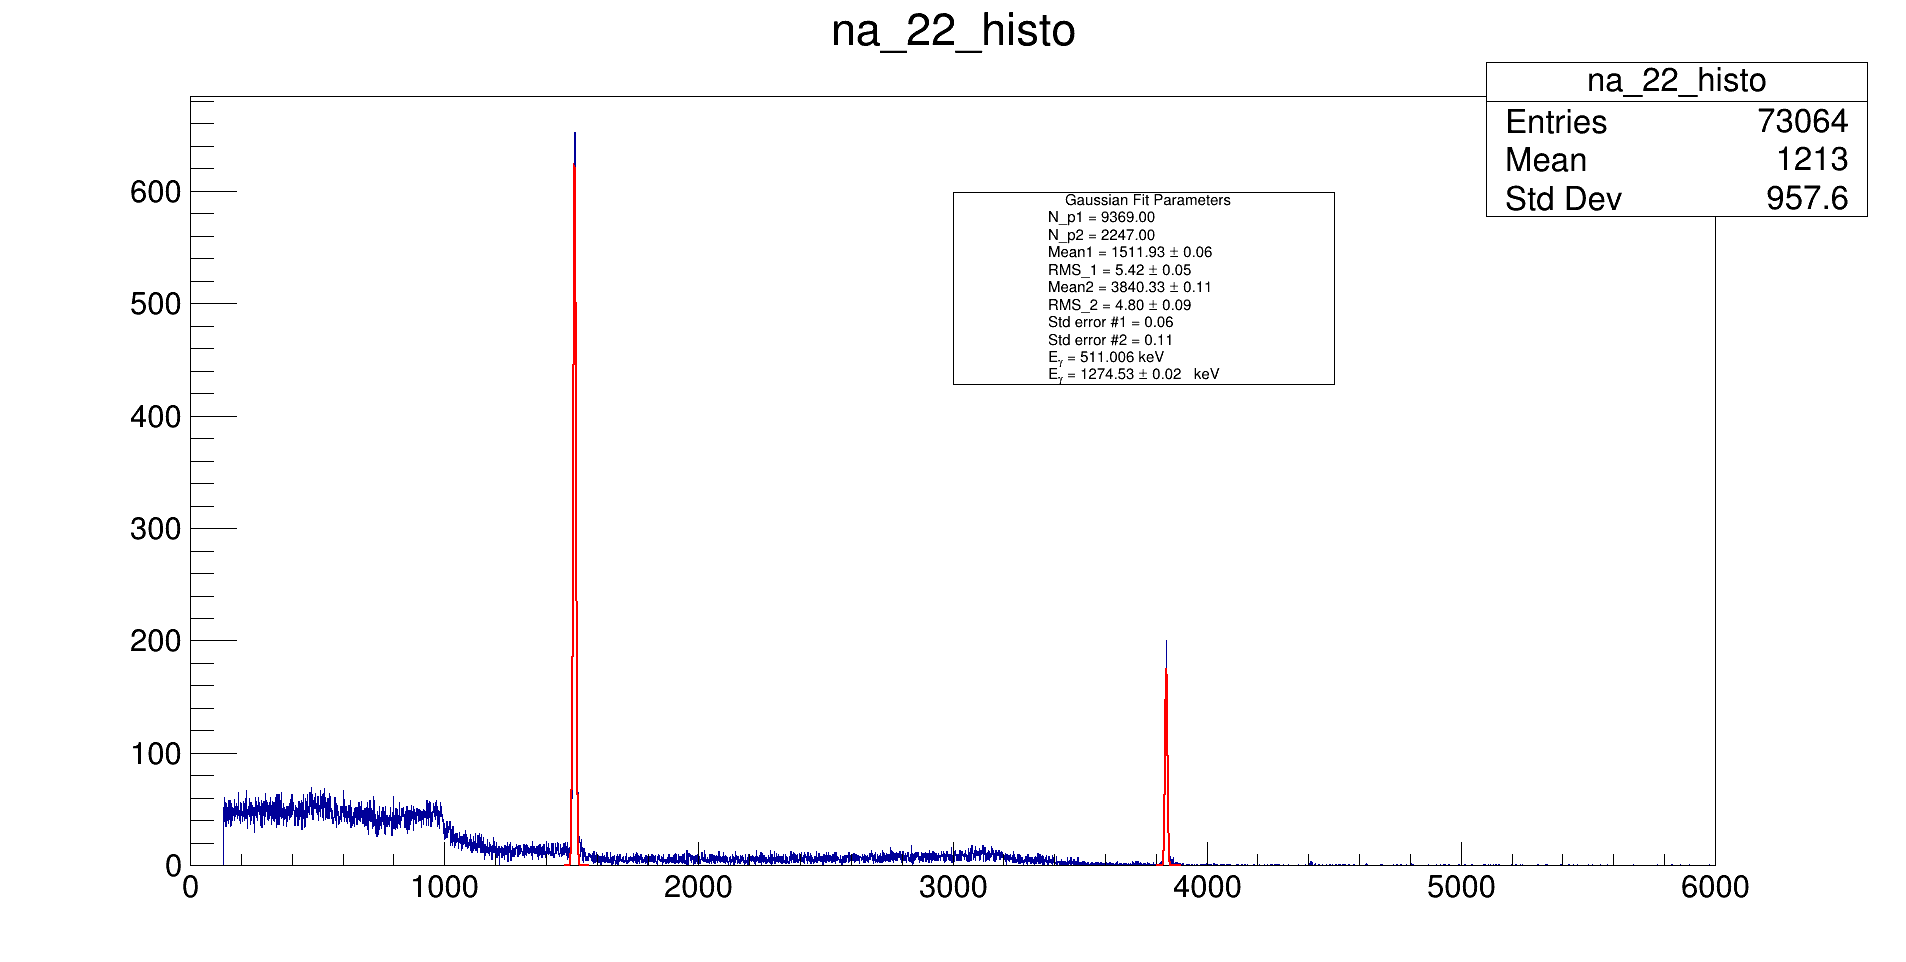 na_22_histo
na_22_histo
Entries 73064
Mean 1213
Std Dev 957.6
Gaussian Fit Parameters
N_p1 = 9369.00
N_p2 = 2247.00
Mean1 = 1511.93 ± 0.06
RMS_1 = 5.42 ± 0.05
Mean2 = 3840.33 ± 0.11
RMS_2 = 4.80 ± 0.09
Std error #1 = 0.06
Std error #2 = 0.11
Eγ = 511.006 keV
Eγ = 1274.53 ± 0.02 keV
600
500
400
300
200
100
0
0 1000 2000 3000 4000 5000 6000